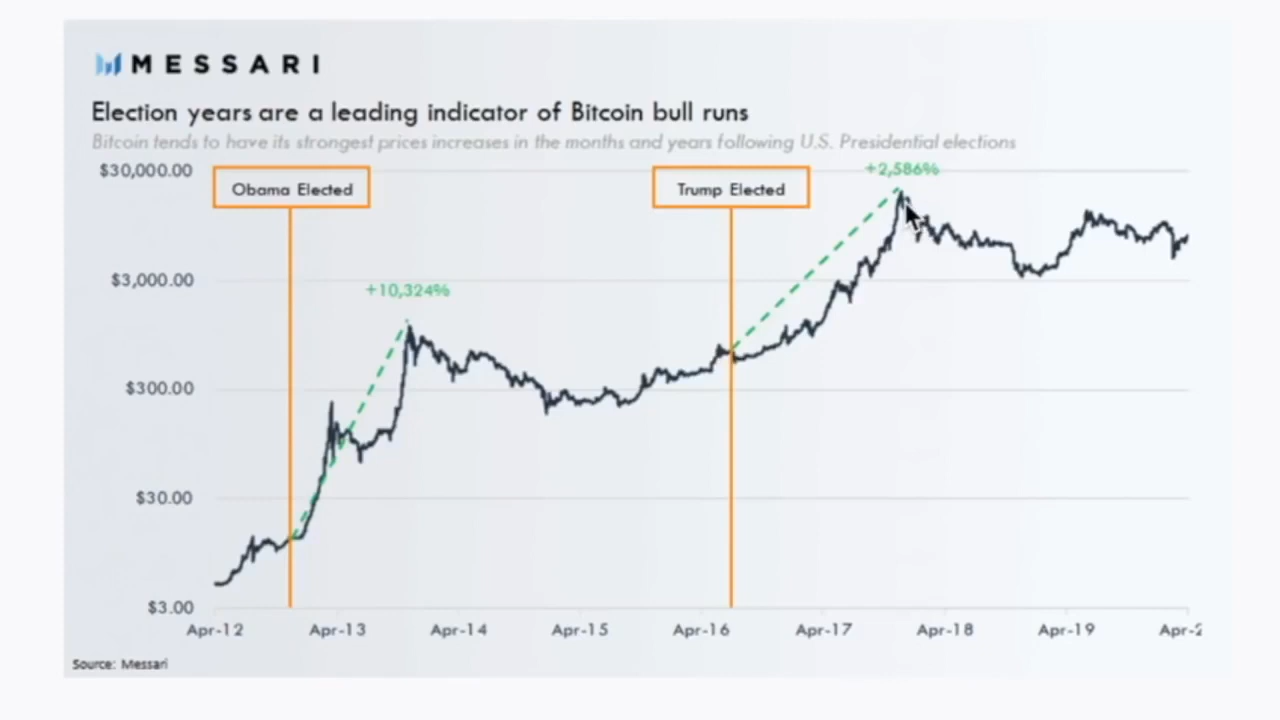 MESSARI
Election years are a leading indicator of Bitcoin bull runs
Bitcoin tends to have its strongest prices increases in the months and years following U.S. Presidential elections
$30,000.00
+2,586%
Obama Elected
Trump Elected
$3,000.00
+10,324%
$300.00
$30.00
$3.00
Apr-12 Apr-13 Apr-14 Apr-15 Apr-16 Apr-17 Apr-18 Apr-19 Apr-2
Source: Messari